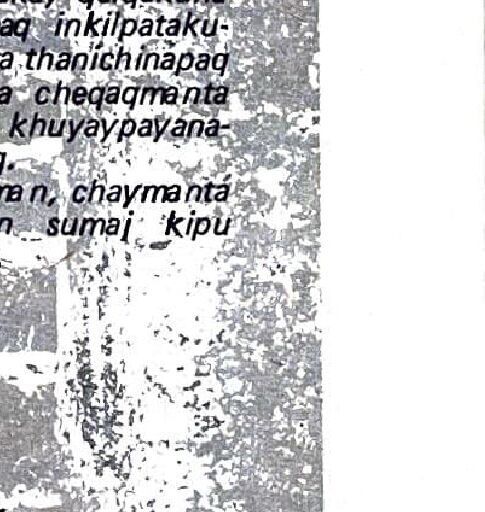 aq inkilpataku-
a thanichinapaq
a cheqaqmanta
khuyaypayana-
q.
man, chaymantá
n sumaj kipu